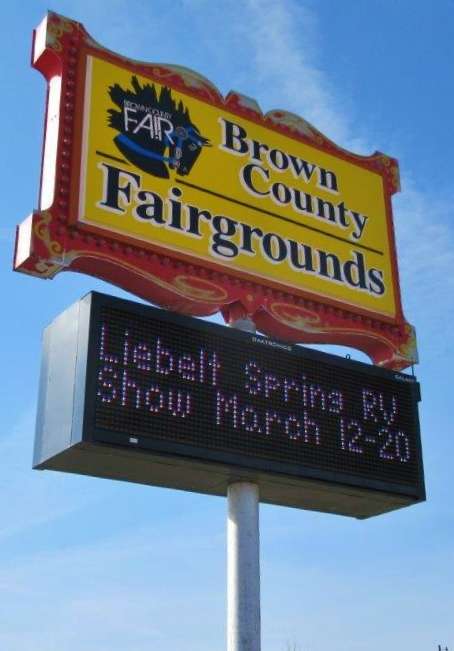 BROWN COUNTY
FAIR
Brown
County
Fairgrounds
DAKTRONICS
Liebelt Spring RV
Show March 12-20